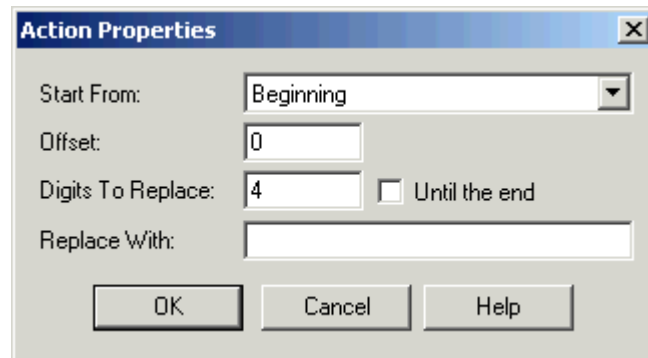 Action Properties
Start From: Beginning
Offset: 0
Digits To Replace: 4 Until the end
Replace With:
OK Cancel Help